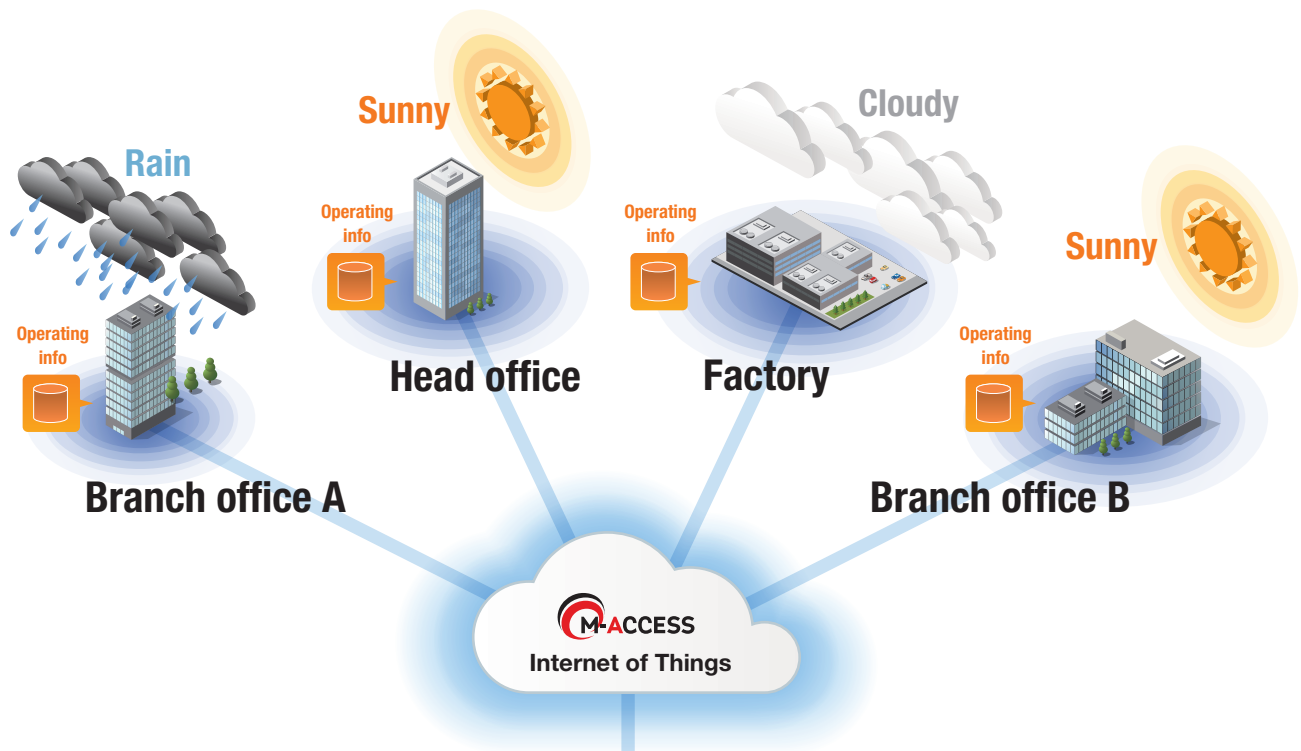 Rain
Operating
info
Branch office A
Sunny
Operating
info
Head office
Cloudy
Operating
info
Factory
Sunny
Operating
info
Branch office B
M-ACCESS
Internet of Things